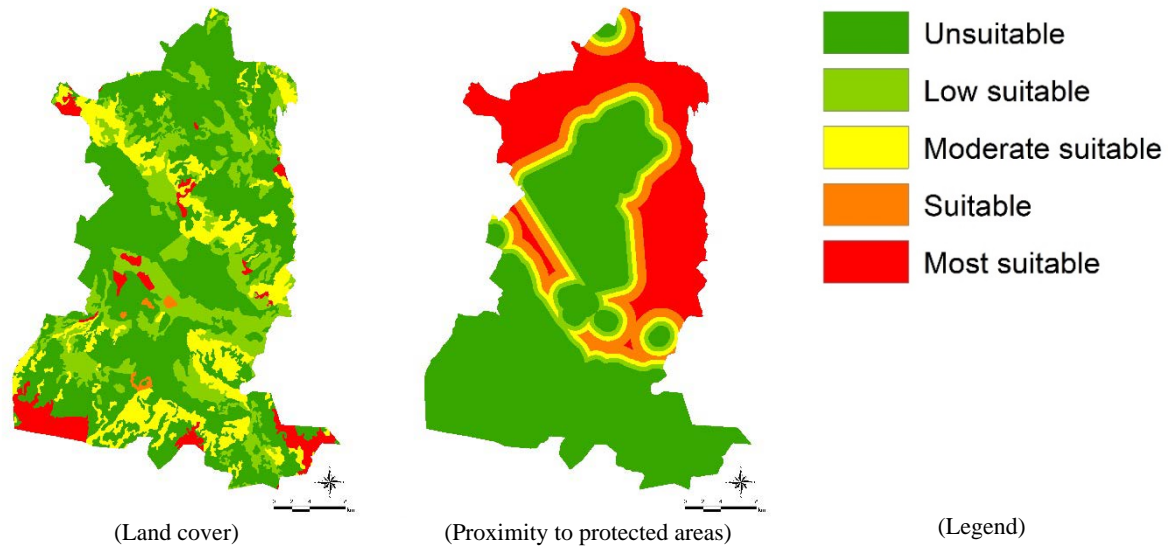 Unsuitable
Low suitable
Moderate suitable
Suitable
Most suitable
(Land cover)
(Proximity to protected areas)
(Legend)